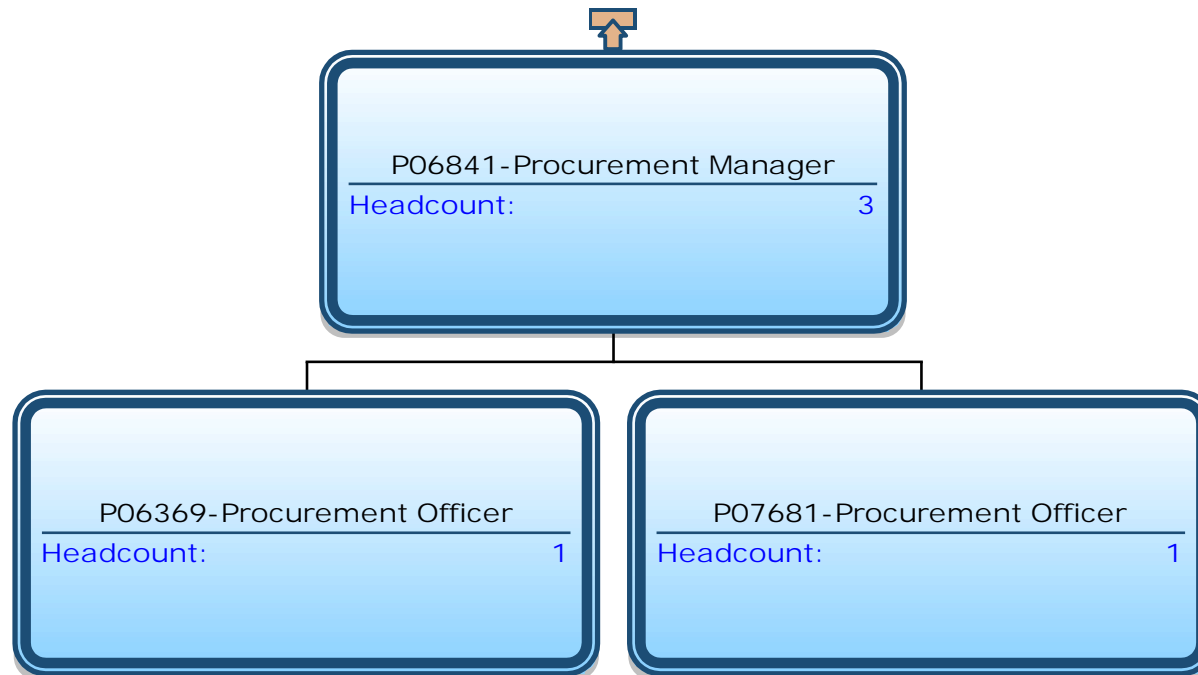 P06841-Procurement Manager
Headcount: 3
P06369-Procurement Officer
Headcount: 1
P07681-Procurement Officer
Headcount: 1